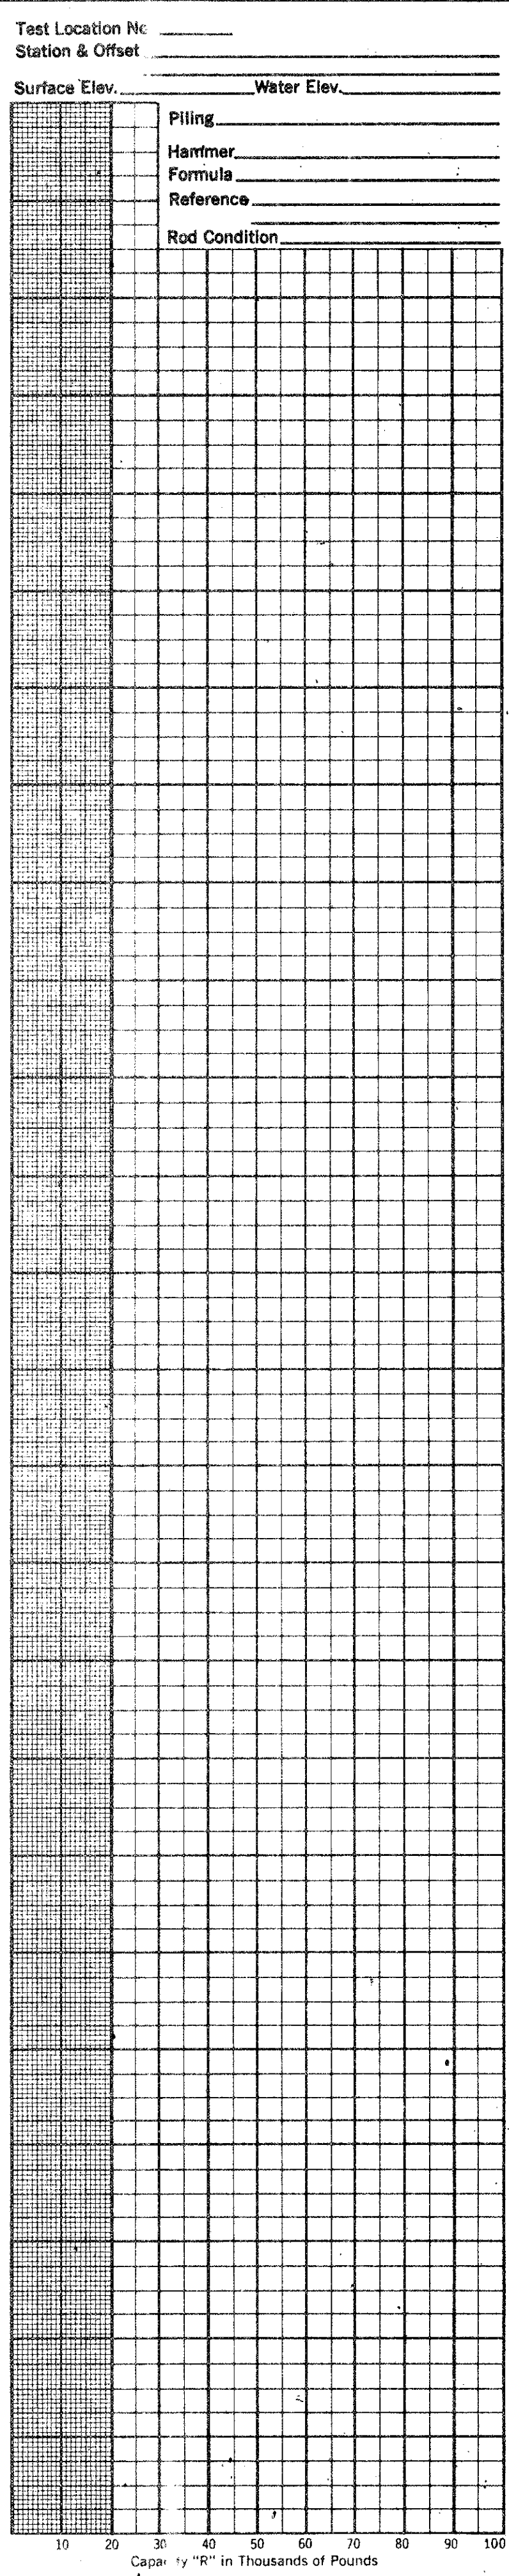 Test Location No
Station & Offset
Surface Elev. Water Elev.
Piling
Hammer
Formula
Reference
Rod Condition
10 20 30 40 50 60 70 80 90 100
Capacity "R" in Thousands of Pounds